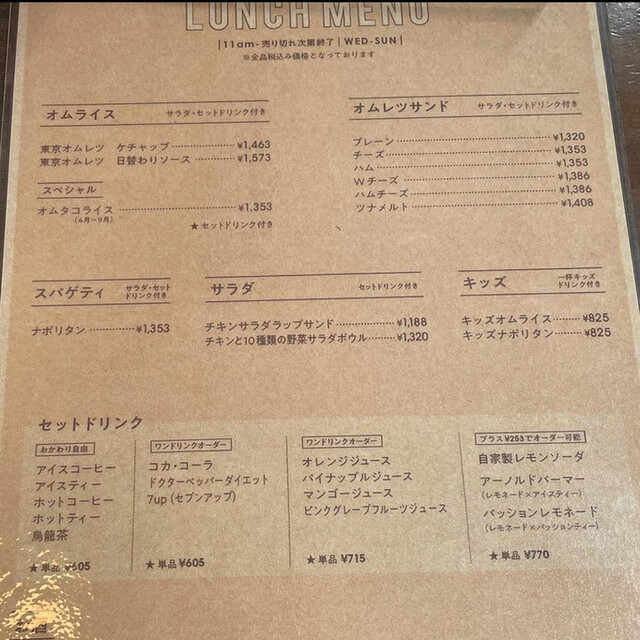 LUNCH MENU
|11am-売り切れ次第終了|WED-SUN|
※全品税込み価格となっております
オムライス サラダ・セットドリンク付き
東京オムレツ ケチャップ ¥1,463
東京オムレツ 日替わりソース ¥1,573
スペシャル
オムタコライス ¥1,353
(4月〜9月)
★セットドリンク付き
オムレツサンド サラダ・セットドリンク付き
プレーン ¥1,320
チーズ ¥1,353
ハム ¥1,353
Wチーズ ¥1,386
ハムチーズ ¥1,386
ツナメルト ¥1,408
スパゲティ サラダ・セット
ドリンク付き
ナポリタン ¥1,353
サラダ セットドリンク付き
チキンサラダラップサンド ¥1,188
チキンと10種類の野菜サラダボウル ¥1,320
キッズ 一杯キッズ
ドリンク付き
キッズオムライス ¥825
キッズナポリタン ¥825
セットドリンク
おかわり自由
アイスコーヒー
アイスティー
ホットコーヒー
ホットティー
烏龍茶
★単品 ¥605
ワンドリンクオーダー
コカ・コーラ
ドクターペッパーダイエット
7up(セブンアップ)
★単品 ¥605
ワンドリンクオーダー
オレンジジュース
パイナップルジュース
マンゴージュース
ピンクグレープフルーツジュース
★単品 ¥715
プラス¥253でオーダー可能
自家製レモンソーダ
アーノルドパーマー
(レモネード×アイスティー)
パッションレモネード
(レモネード×パッションティー)
★単品 ¥770